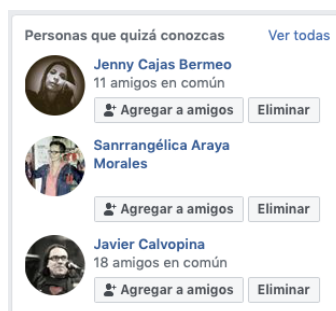 Personas que quizá conozcas Ver todas
Jenny Cajas Bermeo
11 amigos en común
Agregar a amigos Eliminar
Sanrrangélica Araya
Morales
Agregar a amigos Eliminar
Javier Calvopina
18 amigos en común
Agregar a amigos Eliminar